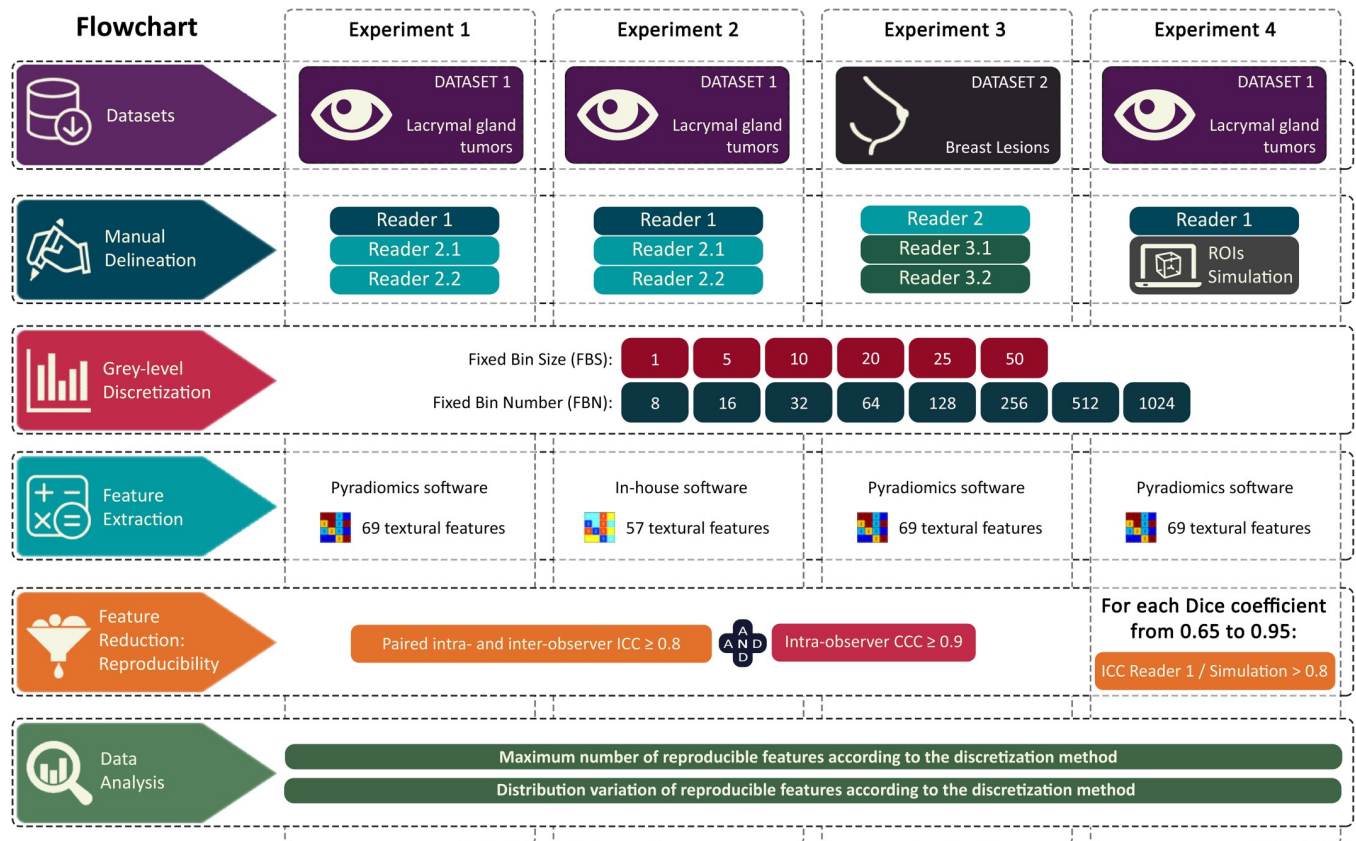 Flowchart
Experiment 1
Experiment 2
Experiment 3
Experiment 4
Datasets
DATASET 1
Lacrymal gland
tumors
DATASET 1
Lacrymal gland
tumors
DATASET 2
Breast Lesions
DATASET 1
Lacrymal gland
tumors
Manual
Delineation
Reader 1
Reader 2.1
Reader 2.2
Reader 1
Reader 2.1
Reader 2.2
Reader 2
Reader 3.1
Reader 3.2
Reader 1
ROIs
Simulation
Grey-level
Discretization
Fixed Bin Size (FBS): 1 5 10 20 25 50
Fixed Bin Number (FBN): 8 16 32 64 128 256 512 1024
Feature
Extraction
Pyradiomics software
69 textural features
In-house software
57 textural features
Pyradiomics software
69 textural features
Pyradiomics software
69 textural features
Feature
Reduction:
Reproducibility
Paired intra- and inter-observer ICC ≥ 0.8
AND
AND
Intra-observer CCC ≥ 0.9
For each Dice coefficient
from 0.65 to 0.95:
ICC Reader 1 / Simulation > 0.8
Data
Analysis
Maximum number of reproducible features according to the discretization method
Distribution variation of reproducible features according to the discretization method